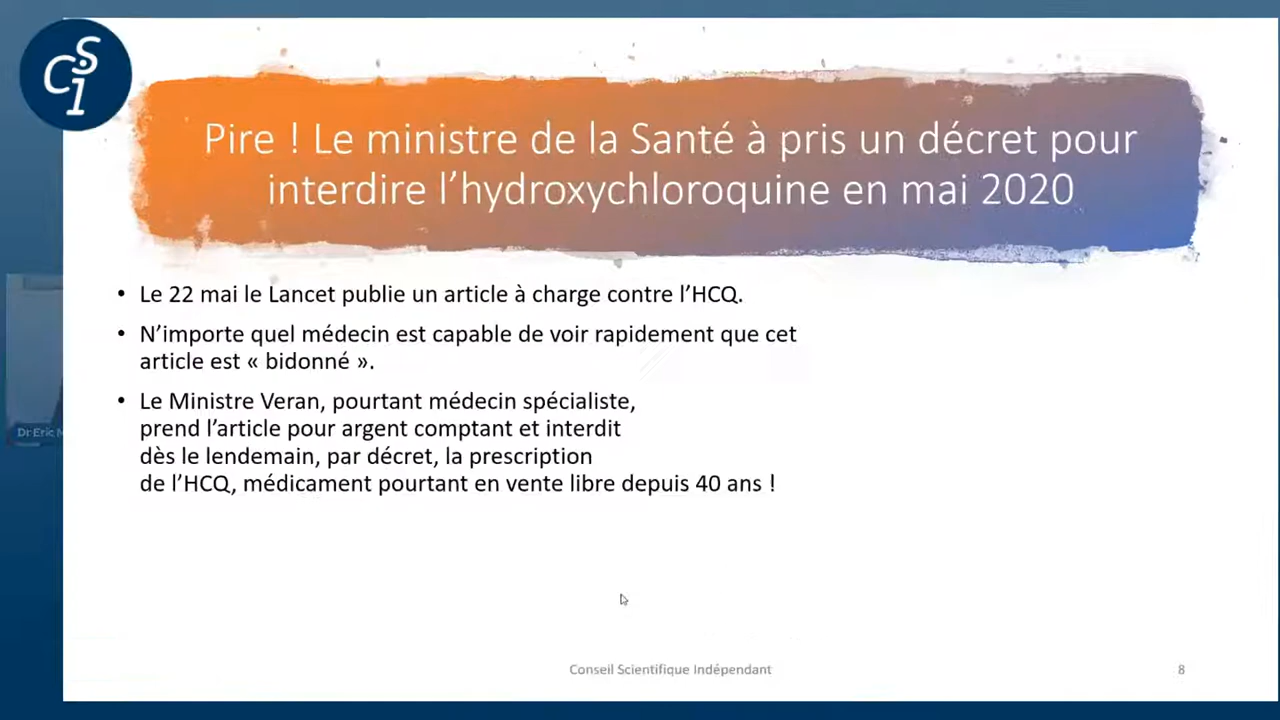 CSI
Pire ! Le ministre de la Santé à pris un décret pour
interdire l’hydroxychloroquine en mai 2020
• Le 22 mai le Lancet publie un article à charge contre l’HCQ.
• N’importe quel médecin est capable de voir rapidement que cet
article est « bidonné ».
• Le Ministre Veran, pourtant médecin spécialiste,
prend l’article pour argent comptant et interdit
dès le lendemain, par décret, la prescription
de l’HCQ, médicament pourtant en vente libre depuis 40 ans !
Dr Eric
Conseil Scientifique Indépendant
8